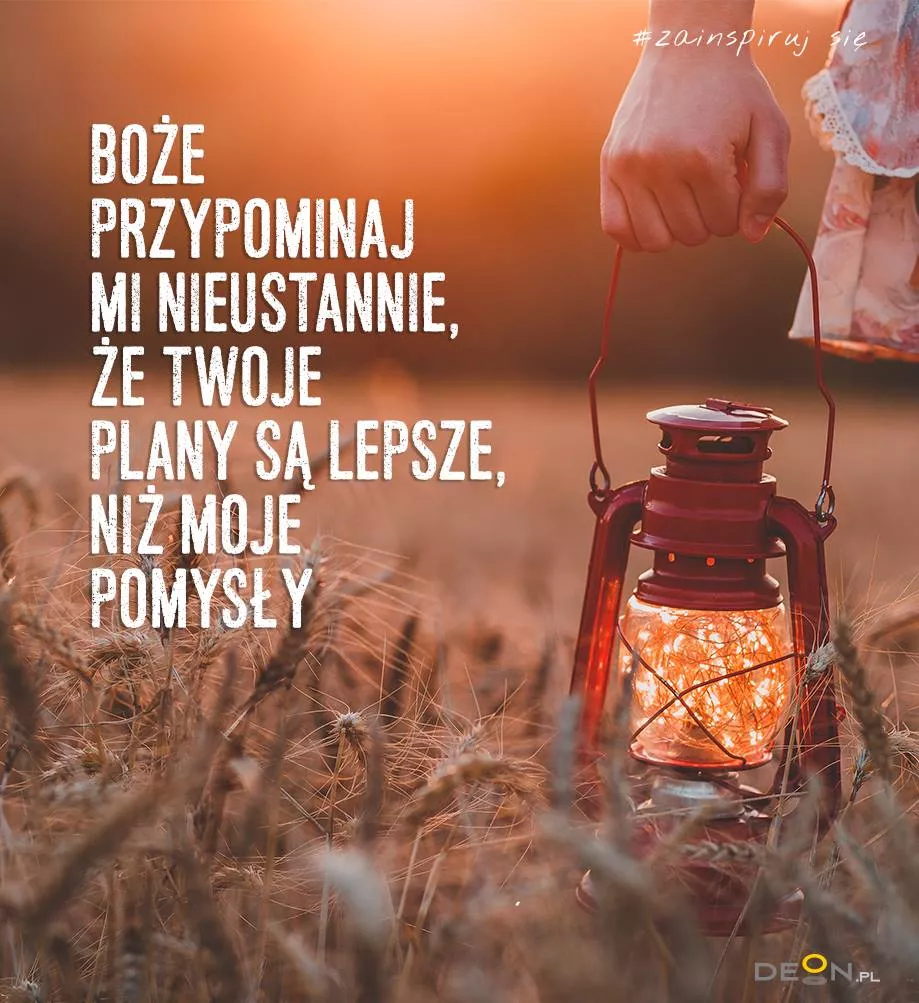 #zainspiruj się
BOŻE
PRZYPOMINAJ
MI NIEUSTANNIE,
ŻE TWOJE
PLANY SĄ LEPSZE,
NIŻ MOJE
POMYSŁY
DEON.PL